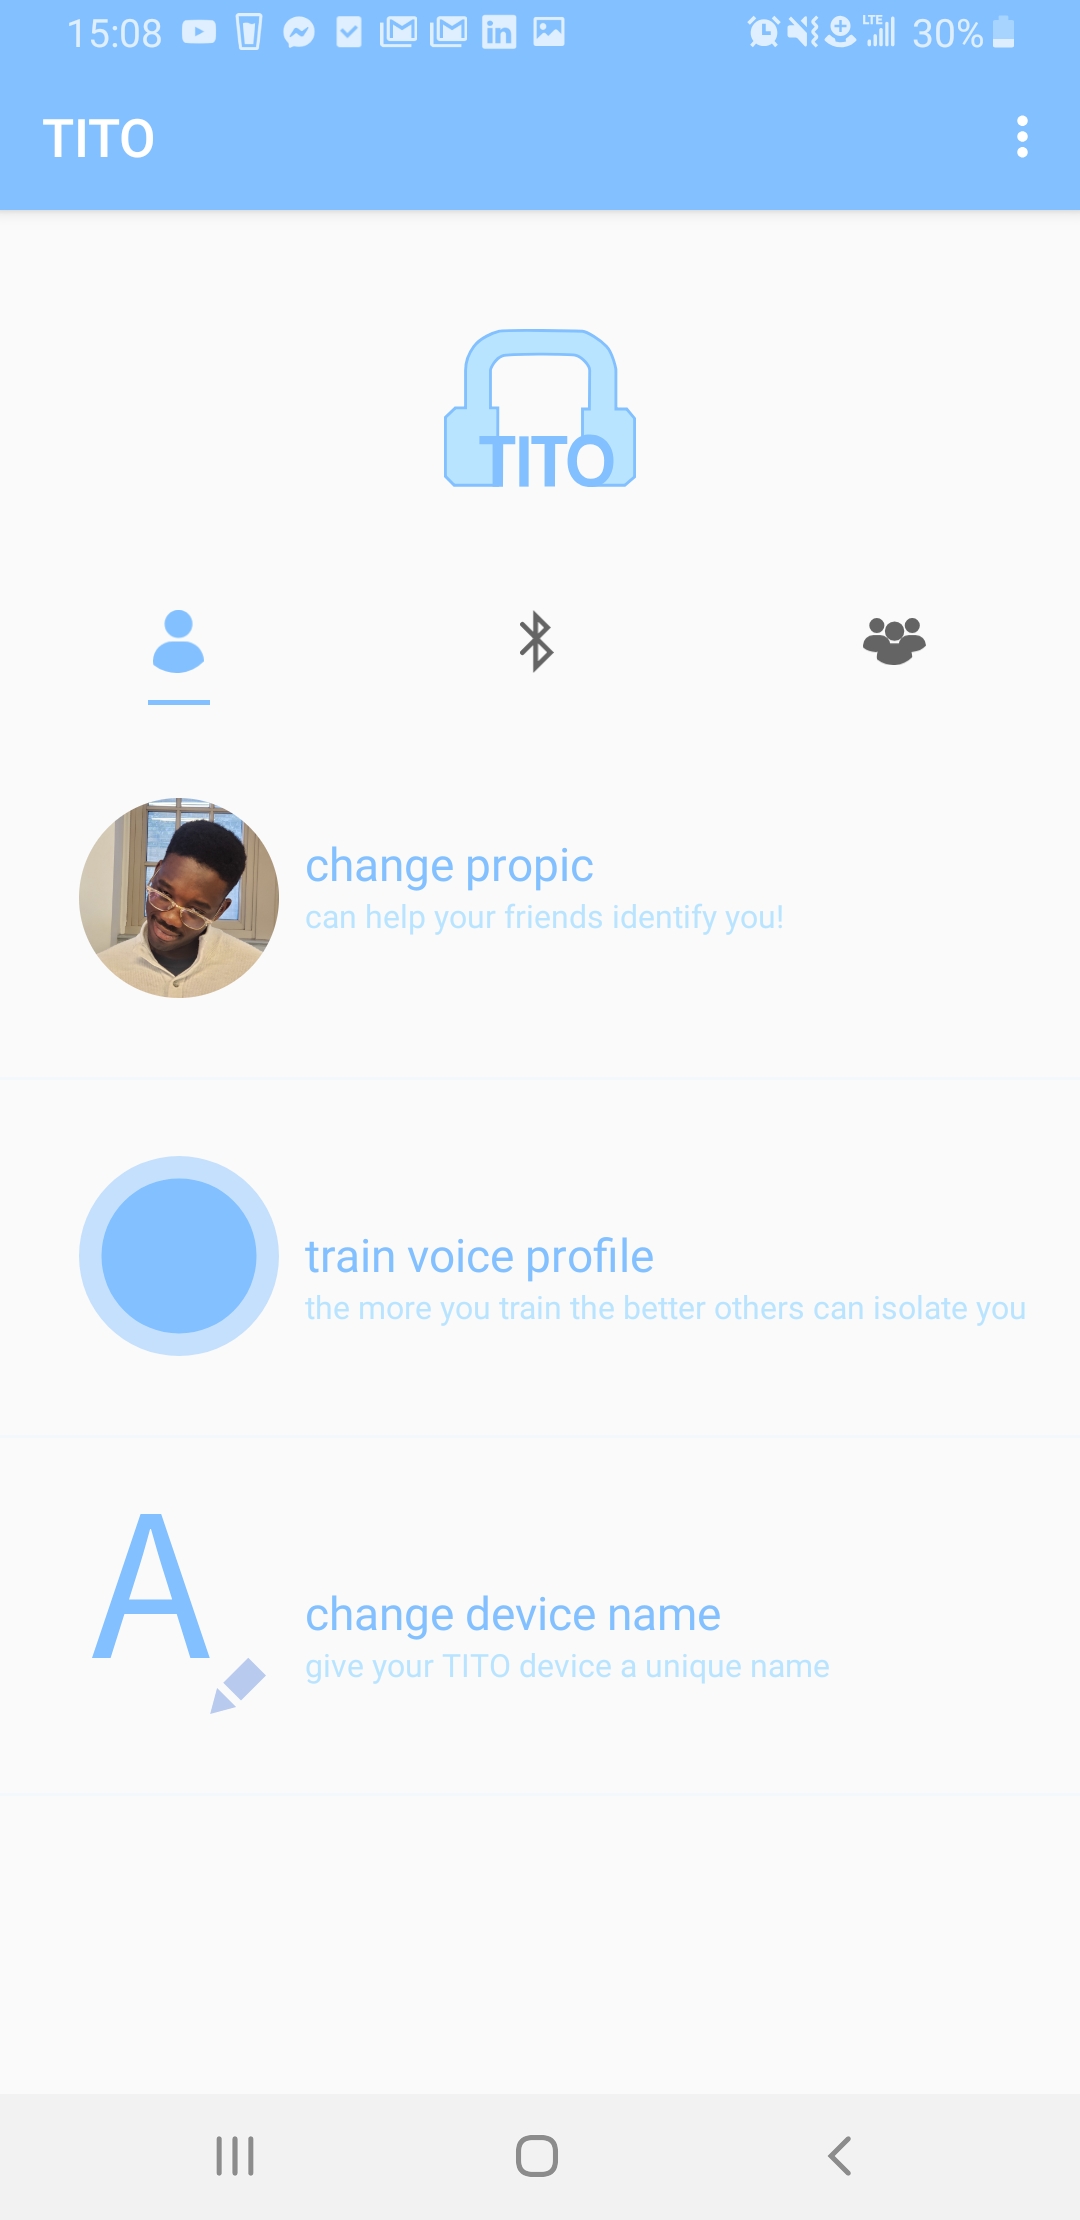 15:08 LTE 30%
TITO
TITO
change propic
can help your friends identify you!
train voice profile
the more you train the better others can isolate you
A
change device name
give your TITO device a unique name